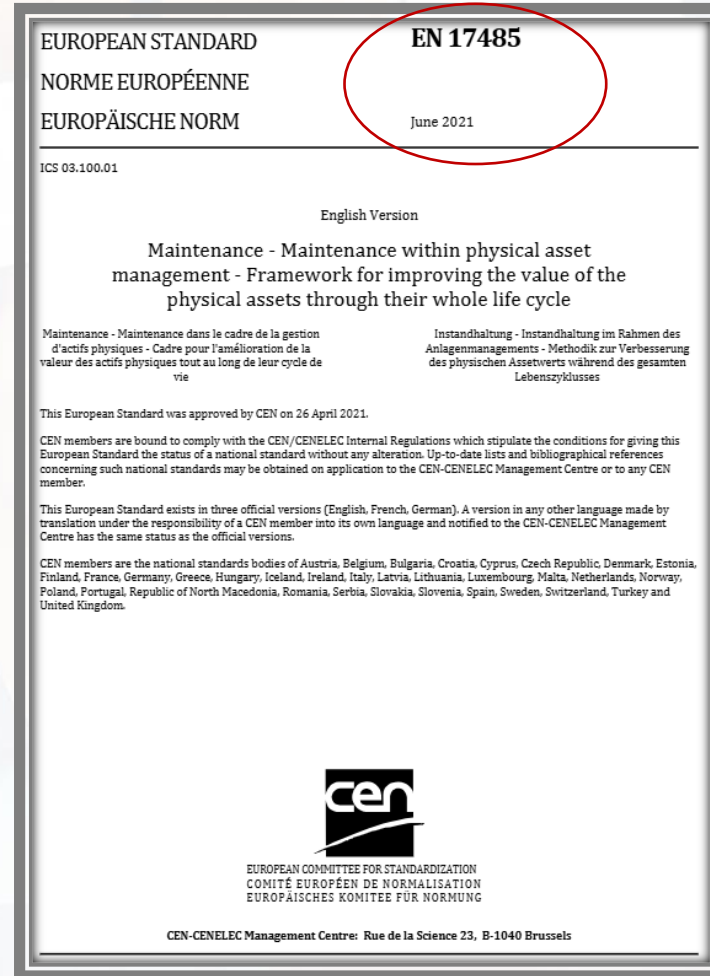 EUROPEAN STANDARD
NORME EUROPÉENNE
EUROPÄISCHE NORM
EN 17485
June 2021
ICS 03.100.01
English Version
Maintenance - Maintenance within physical asset
management - Framework for improving the value of the
physical assets through their whole life cycle
Maintenance - Maintenance dans le cadre de la gestion
d'actifs physiques - Cadre pour l'amélioration de la
valeur des actifs physiques tout au long de leur cycle de
vie
Instandhaltung - Instandhaltung im Rahmen des
Anlagenmanagements - Methodik zur Verbesserung
des physischen Assetwerts während des gesamten
Lebenszyklusses
This European Standard was approved by CEN on 26 April 2021.
CEN members are bound to comply with the CEN/CENELEC Internal Regulations which stipulate the conditions for giving this
European Standard the status of a national standard without any alteration. Up-to-date lists and bibliographical references
concerning such national standards may be obtained on application to the CEN-CENELEC Management Centre or to any CEN
member.
This European Standard exists in three official versions (English, French, German). A version in any other language made by
translation under the responsibility of a CEN member into its own language and notified to the CEN-CENELEC Management
Centre has the same status as the official versions.
CEN members are the national standards bodies of Austria, Belgium, Bulgaria, Croatia, Cyprus, Czech Republic, Denmark, Estonia,
Finland, France, Germany, Greece, Hungary, Iceland, Ireland, Italy, Latvia, Lithuania, Luxembourg, Malta, Netherlands, Norway,
Poland, Portugal, Republic of North Macedonia, Romania, Serbia, Slovakia, Slovenia, Spain, Sweden, Switzerland, Turkey and
United Kingdom.
cen
EUROPEAN COMMITTEE FOR STANDARDIZATION
COMITÉ EUROPÉEN DE NORMALISATION
EUROPÄISCHES KOMITEE FÜR NORMUNG
CEN-CENELEC Management Centre: Rue de la Science 23, B-1040 Brussels